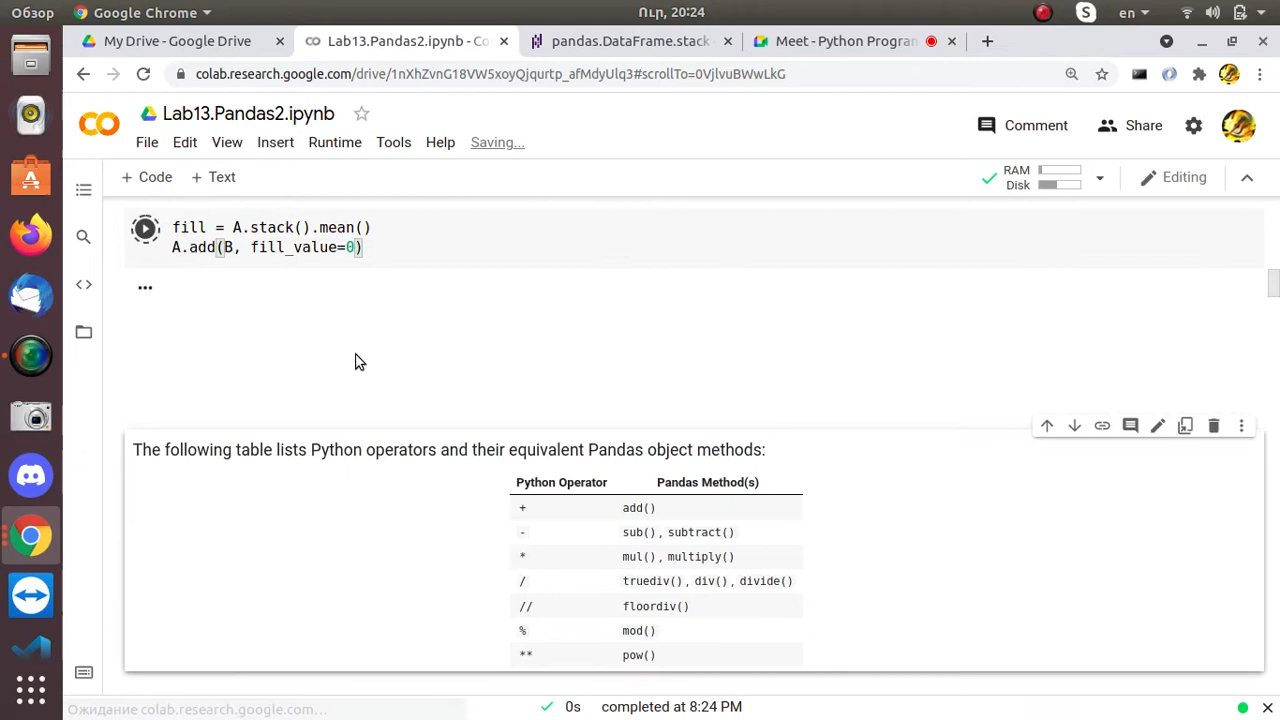 Обзор
Google Chrome
Ուր, 20:24
en
My Drive - Google Drive
Lab13.Pandas2.ipynb - Co
pandas.DataFrame.stack
Meet - Python Progran
colab.research.google.com/drive/1nXhZvnG18VW5xoyQjqurtp_afMdyUlq3#scrollTo=0VjlvuBWwLkG
Lab13.Pandas2.ipynb
Comment
Share
File
Edit
View
Insert
Runtime
Tools
Help
Saving...
+ Code
+ Text
RAM
Disk
Editing
fill = A.stack().mean()
A.add(B, fill_value=0)
...
The following table lists Python operators and their equivalent Pandas object methods:
Python Operator Pandas Method(s)
+ add()
- sub(), subtract()
* mul(), multiply()
/ truediv(), div(), divide()
// floordiv()
% mod()
** pow()
Ожидание colab.research.google.com...
0s completed at 8:24 PM